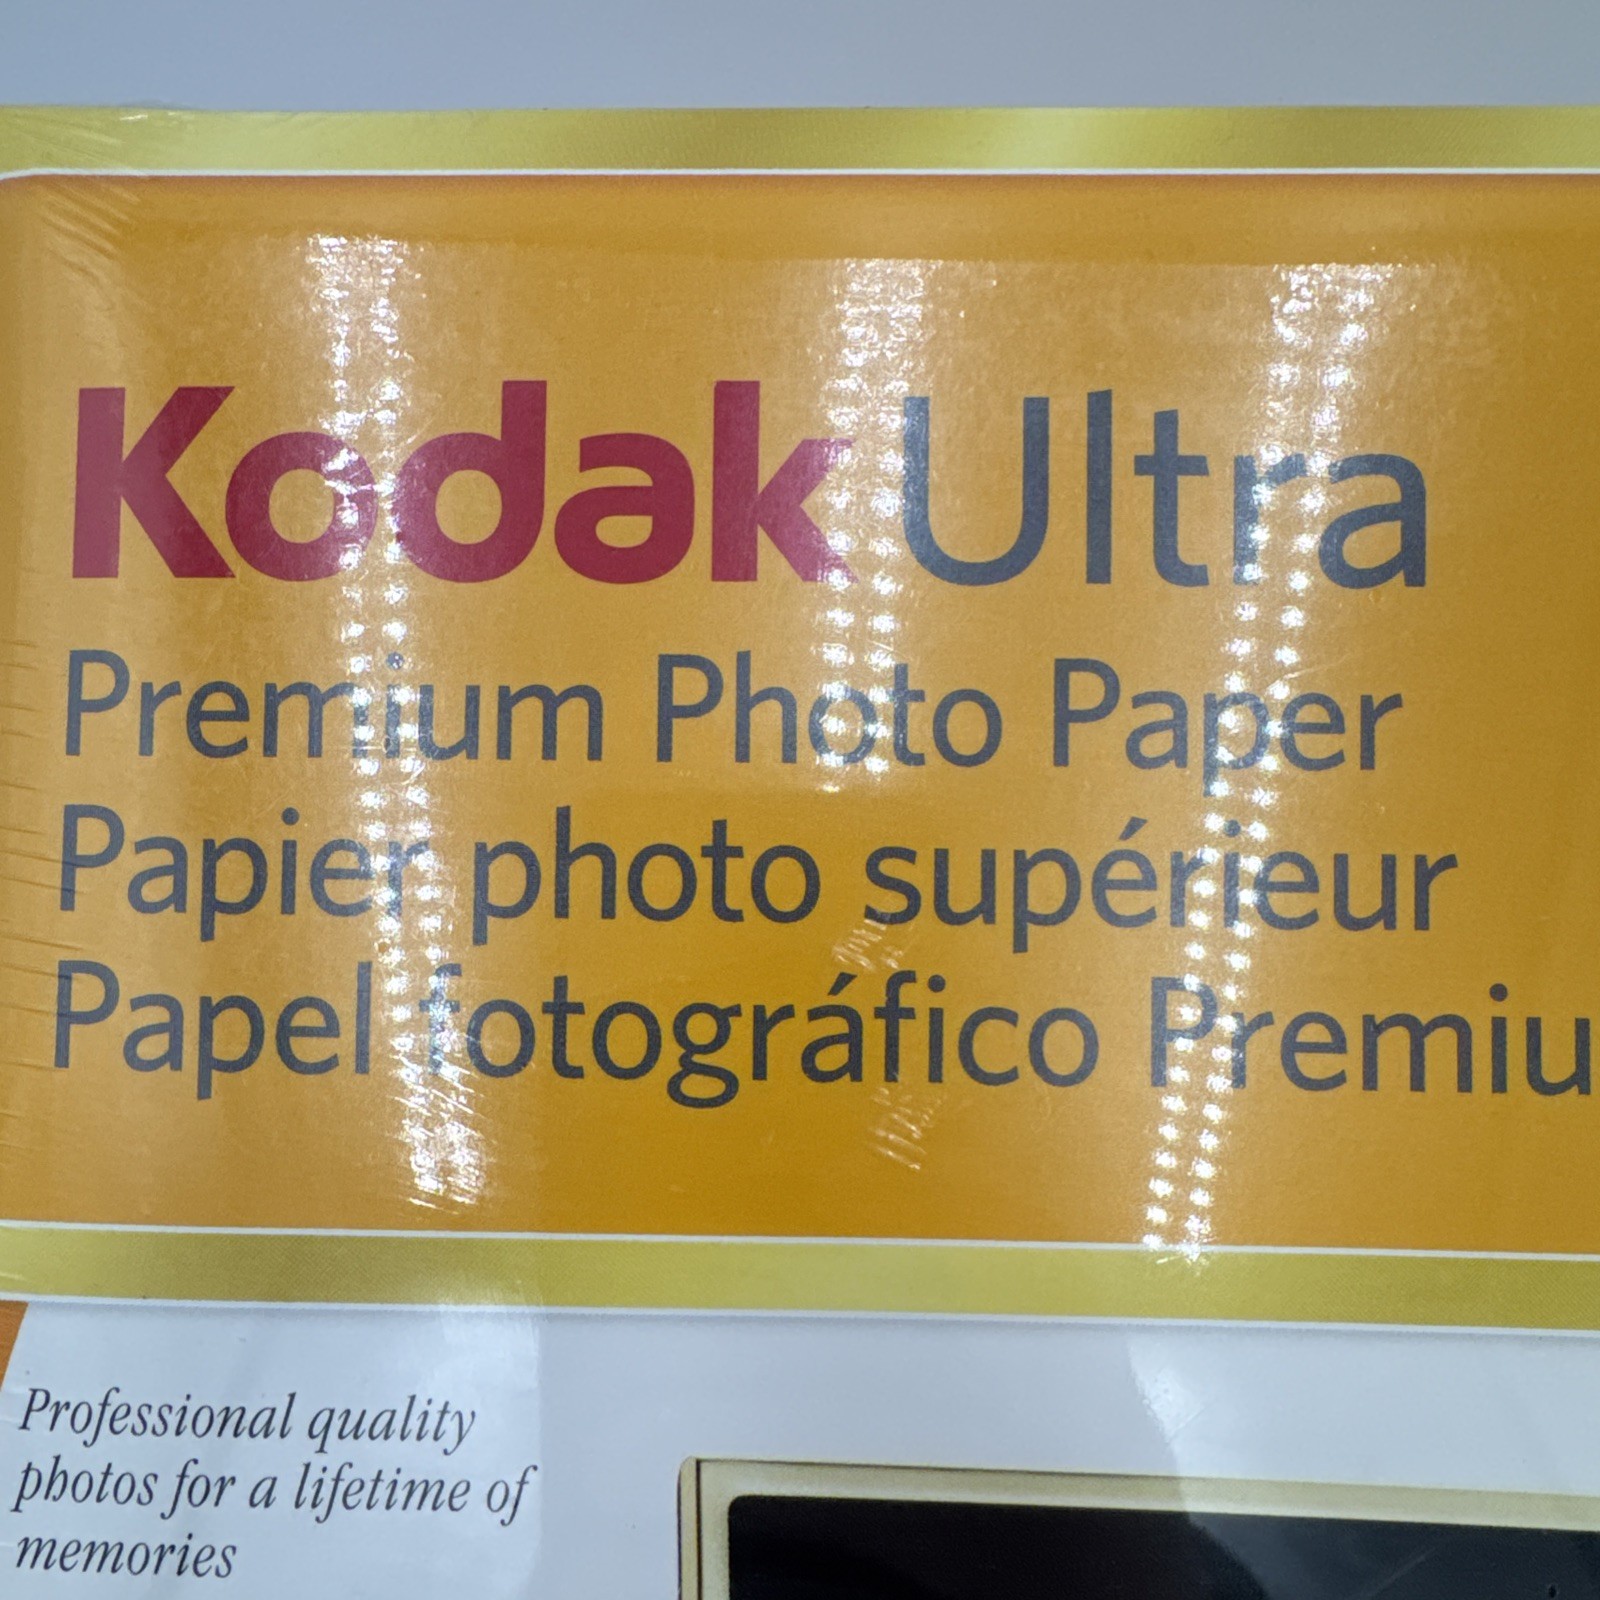 Kodak Ultra
Premium Photo Paper
Papier photo supérieur
Papel fotográfico Premiu
Professional quality
photos for a lifetime of
memories